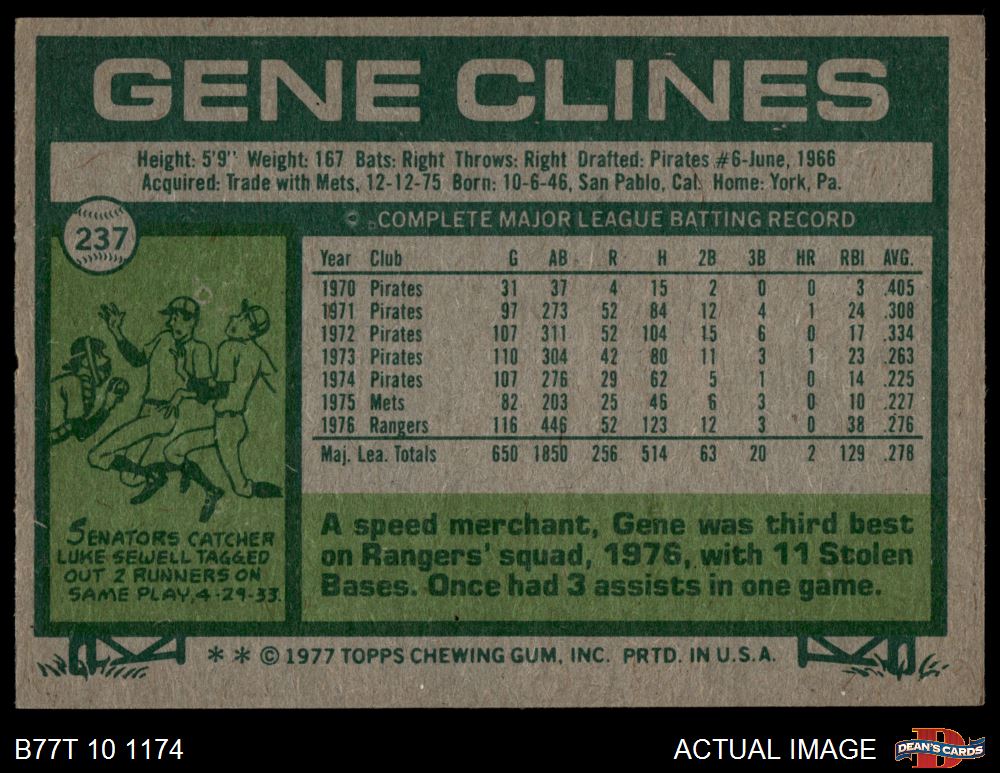 GENE CLINES
Height: 5'9" Weight: 167 Bats: Right Throws: Right Drafted: Pirates #6-June, 1966
Acquired: Trade with Mets, 12-12-75 Born: 10-6-46, San Pablo, Cal. Home: York, Pa.
237
COMPLETE MAJOR LEAGUE BATTING RECORD
Year Club G AB R H 2B 3B HR RBI AVG.
1970 Pirates 31 37 4 15 2 0 0 3 .405
1971 Pirates 97 273 52 84 12 4 1 24 .308
1972 Pirates 107 311 52 104 15 6 0 17 .334
1973 Pirates 110 304 42 80 11 3 1 23 .263
1974 Pirates 107 276 29 62 5 1 0 14 .225
1975 Mets 82 203 25 46 6 3 0 10 .227
1976 Rangers 116 446 52 123 12 3 0 38 .276
Maj. Lea. Totals 650 1850 256 514 63 20 2 129 .278
SENATORS CATCHER
LUKE SEWELL TAGGED
OUT 2 RUNNERS ON
SAME PLAY, 4-29-33.
A speed merchant, Gene was third best
on Rangers' squad, 1976, with 11 Stolen
Bases. Once had 3 assists in one game.
* * © 1977 TOPPS CHEWING GUM, INC. PRTD. IN U.S.A.
B77T 10 1174
ACTUAL IMAGE
D
DEAN'S CARDS